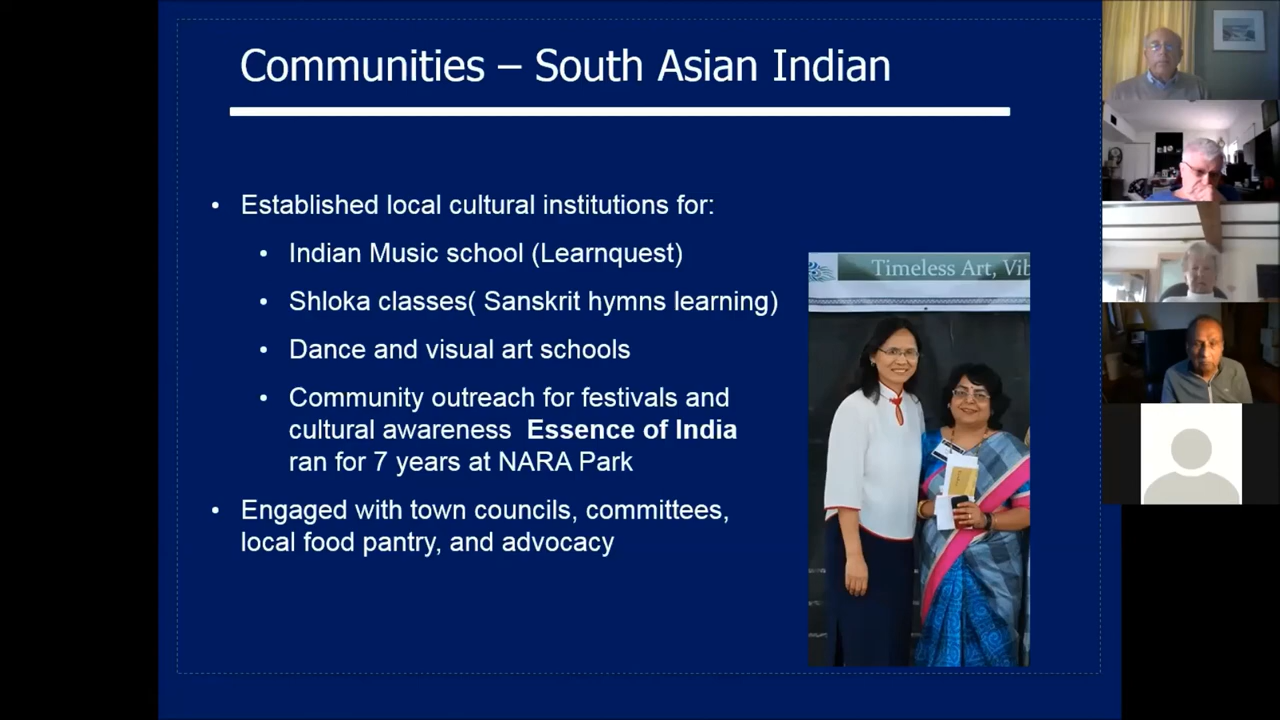 Communities – South Asian Indian
• Established local cultural institutions for:
• Indian Music school (Learnquest)
• Shloka classes( Sanskrit hymns learning)
• Dance and visual art schools
• Community outreach for festivals and
cultural awareness  Essence of India
ran for 7 years at NARA Park
• Engaged with town councils, committees,
local food pantry, and advocacy
Timeless Art, Vib